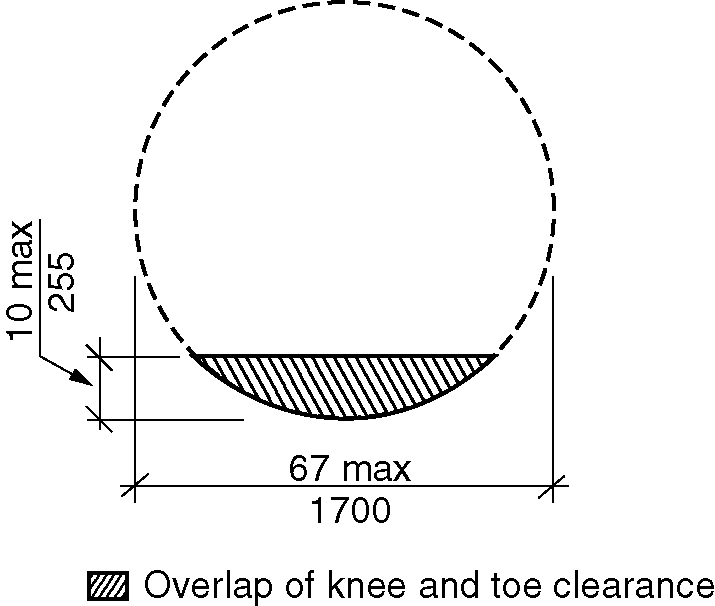 10 max
255
67 max
1700
Overlap of knee and toe clearance